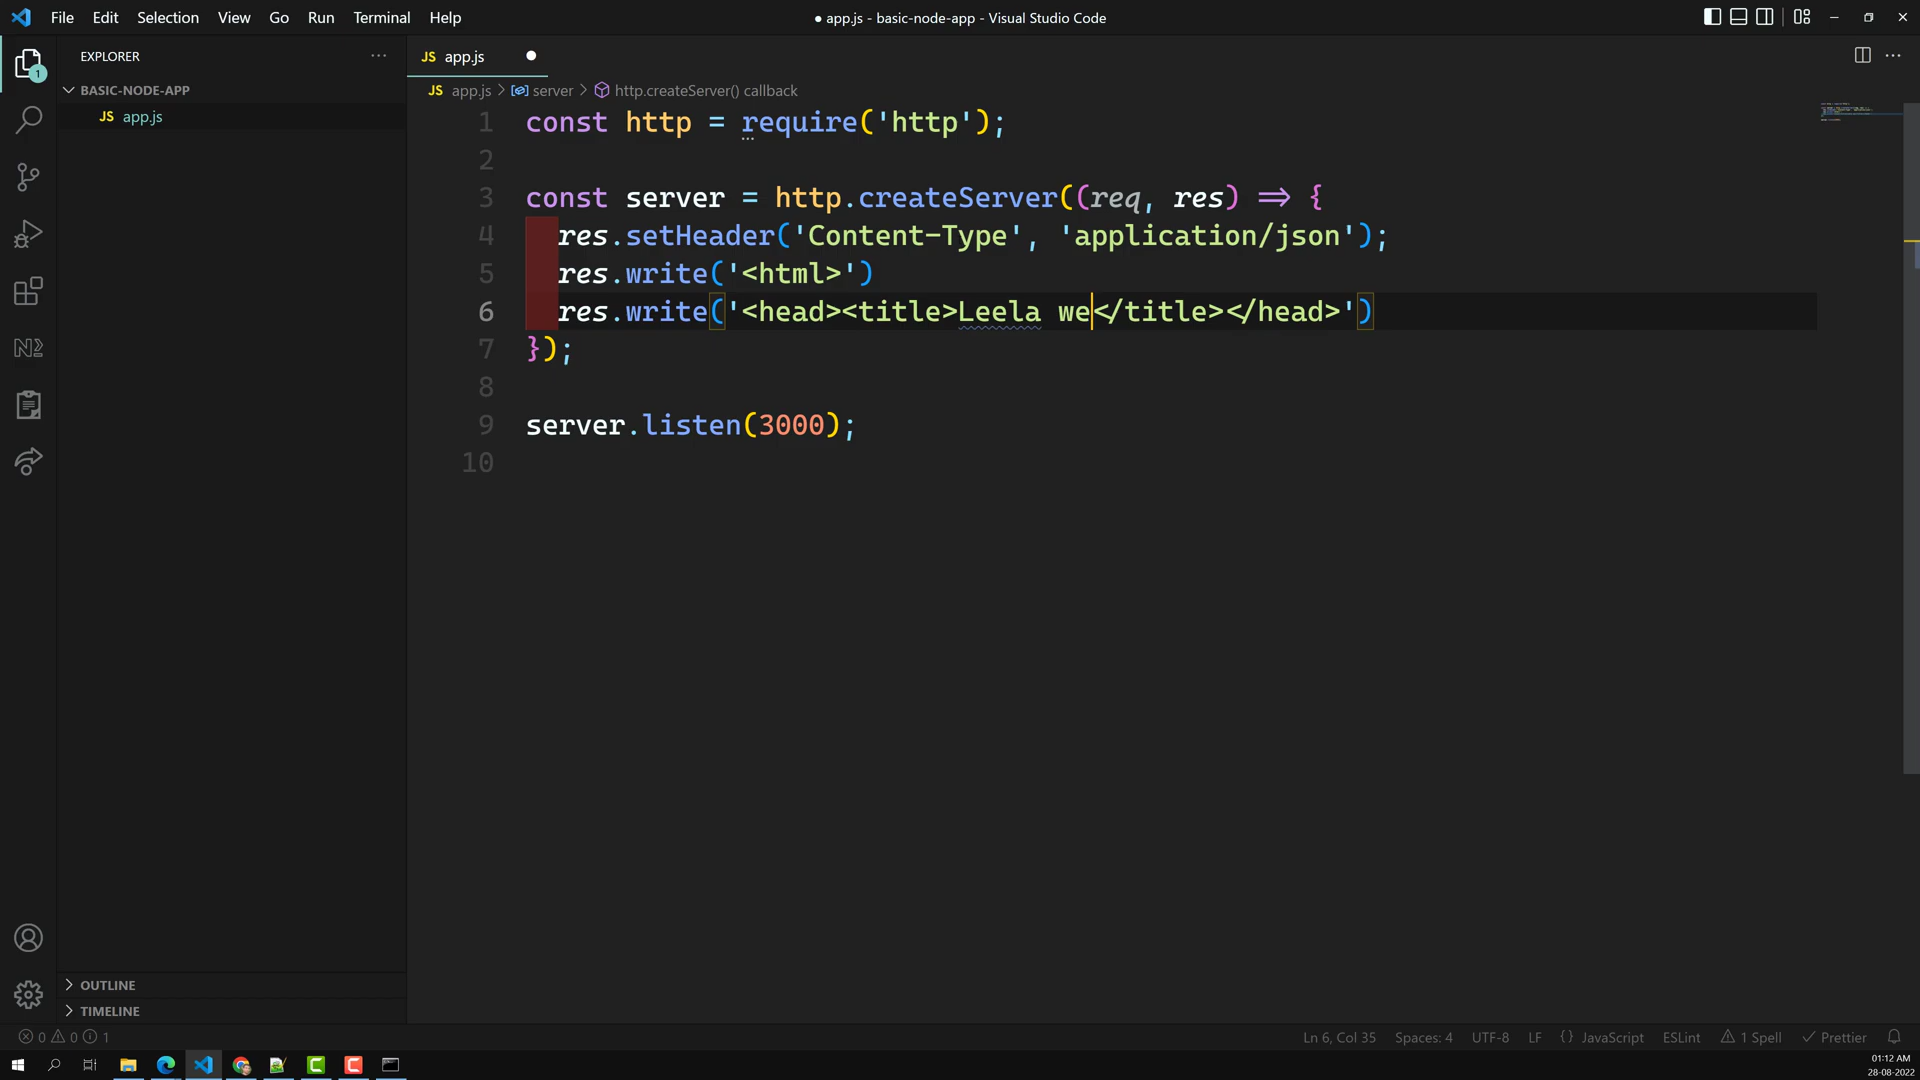 File Edit Selection View Go Run Terminal Help
● app.js - basic-node-app - Visual Studio Code
EXPLORER
1
BASIC-NODE-APP
JS app.js
JS app.js
JS app.js > server > http.createServer() callback
1 const http = require('http');
2
3 const server = http.createServer((req, res) => {
4 res.setHeader('Content-Type', 'application/json');
5 res.write('<html>')
6 res.write('<head><title>Leela we</title></head>')
7 });
8
9 server.listen(3000);
10
OUTLINE
TIMELINE
0 0 1
Ln 6, Col 35 Spaces: 4 UTF-8 LF {} JavaScript ESLint 1 Spell Prettier
01:12 AM
28-08-2022